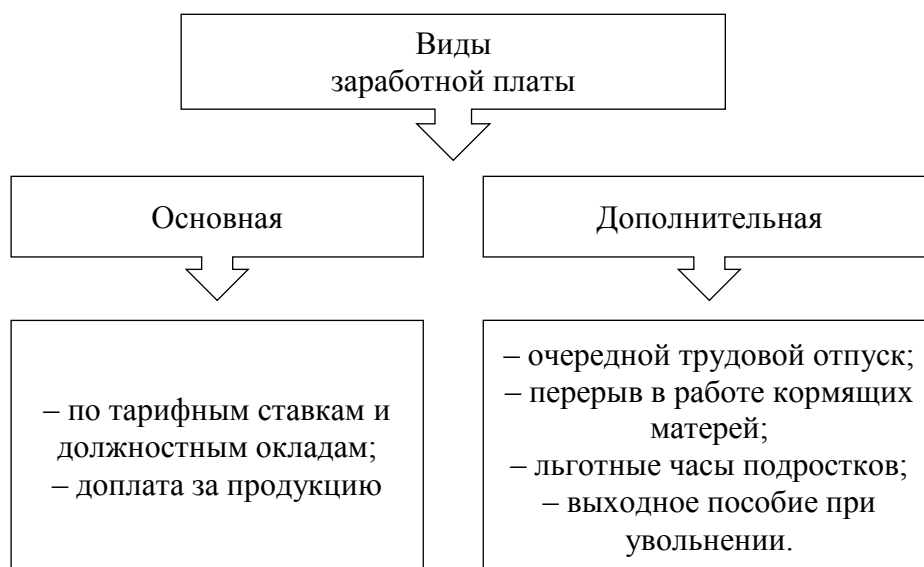 Виды
заработной платы
Основная
Дополнительная
– по тарифным ставкам и
должностным окладам;
– доплата за продукцию
– очередной трудовой отпуск;
– перерыв в работе кормящих
матерей;
– льготные часы подростков;
– выходное пособие при
увольнении.